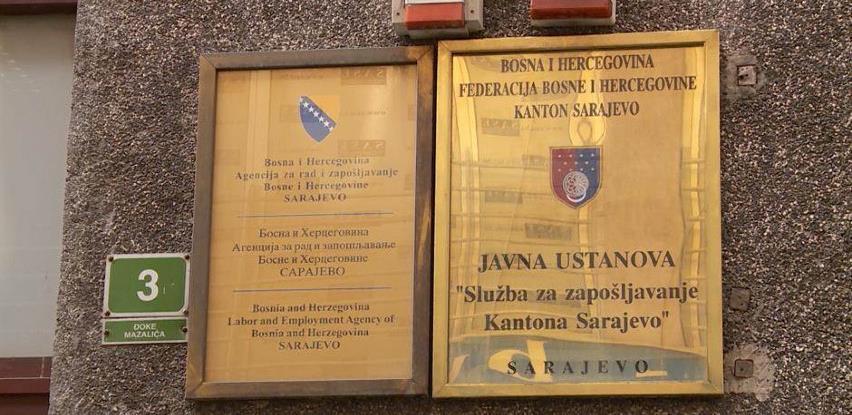 3
ĐOKE
MAZALIĆA
Bosna i Hercegovina
Agencija za rad i zapošljavanje
Bosne i Hercegovine
SARAJEVO
Босна и Херцеговина
Агенција за рад и запошљавање
Босне и Херцеговине
САРАЈЕВО
Bosnia and Herzegovina
Labor and Employment Agency of
Bosnia and Herzegovina
SARAJEVO
BOSNA I HERCEGOVINA
FEDERACIJA BOSNE I HERCEGOVINE
KANTON SARAJEVO
JAVNA USTANOVA
"Služba za zapošljavanje
Kantona Sarajevo"
SARAJEVO